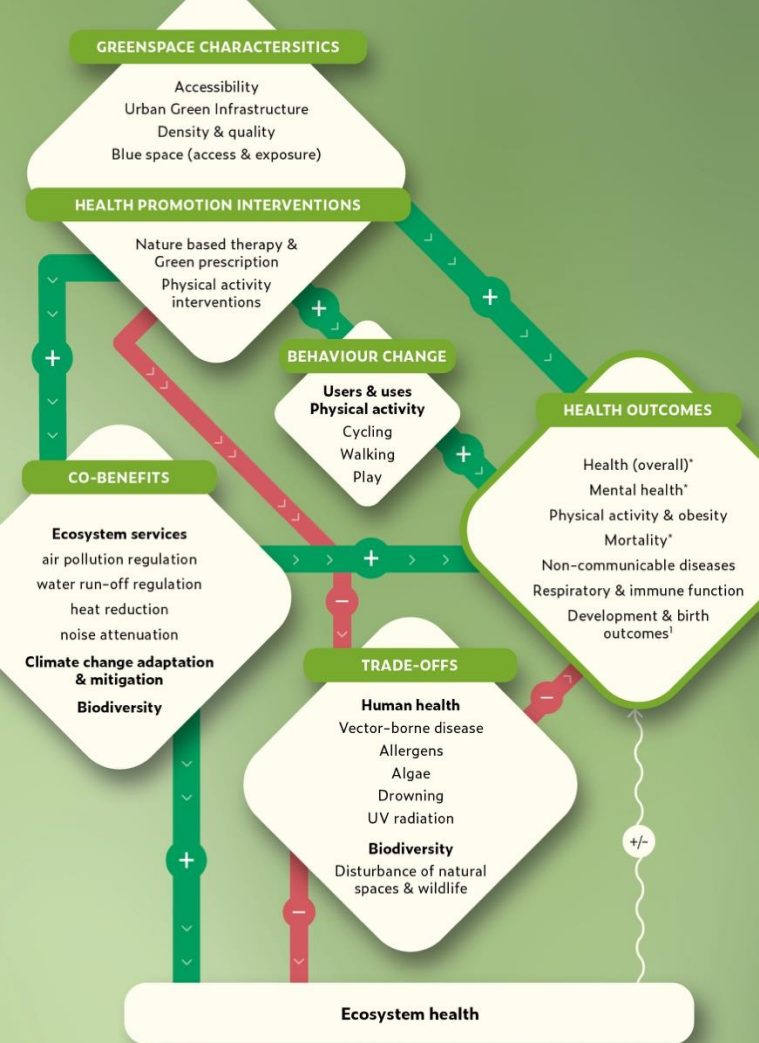 GREENSPACE CHARACTERSITICS
Accessibility
Urban Green Infrastructure
Density & quality
Blue space (access & exposure)
HEALTH PROMOTION INTERVENTIONS
Nature based therapy &
Green prescription
Physical activity
interventions
+
+
+
BEHAVIOUR CHANGE
Users & uses
Physical activity
Cycling
Walking
Play
+
HEALTH OUTCOMES
Health (overall)*
Mental health*
Physical activity & obesity
Mortality*
Non-communicable diseases
Respiratory & immune function
Development & birth
outcomes¹
CO-BENEFITS
Ecosystem services
air pollution regulation
water run-off regulation
heat reduction
noise attenuation
Climate change adaptation
& mitigation
Biodiversity
+
−
TRADE-OFFS
Human health
Vector-borne disease
Allergens
Algae
Drowning
UV radiation
Biodiversity
Disturbance of natural
spaces & wildlife
−
+/-
+
−
Ecosystem health